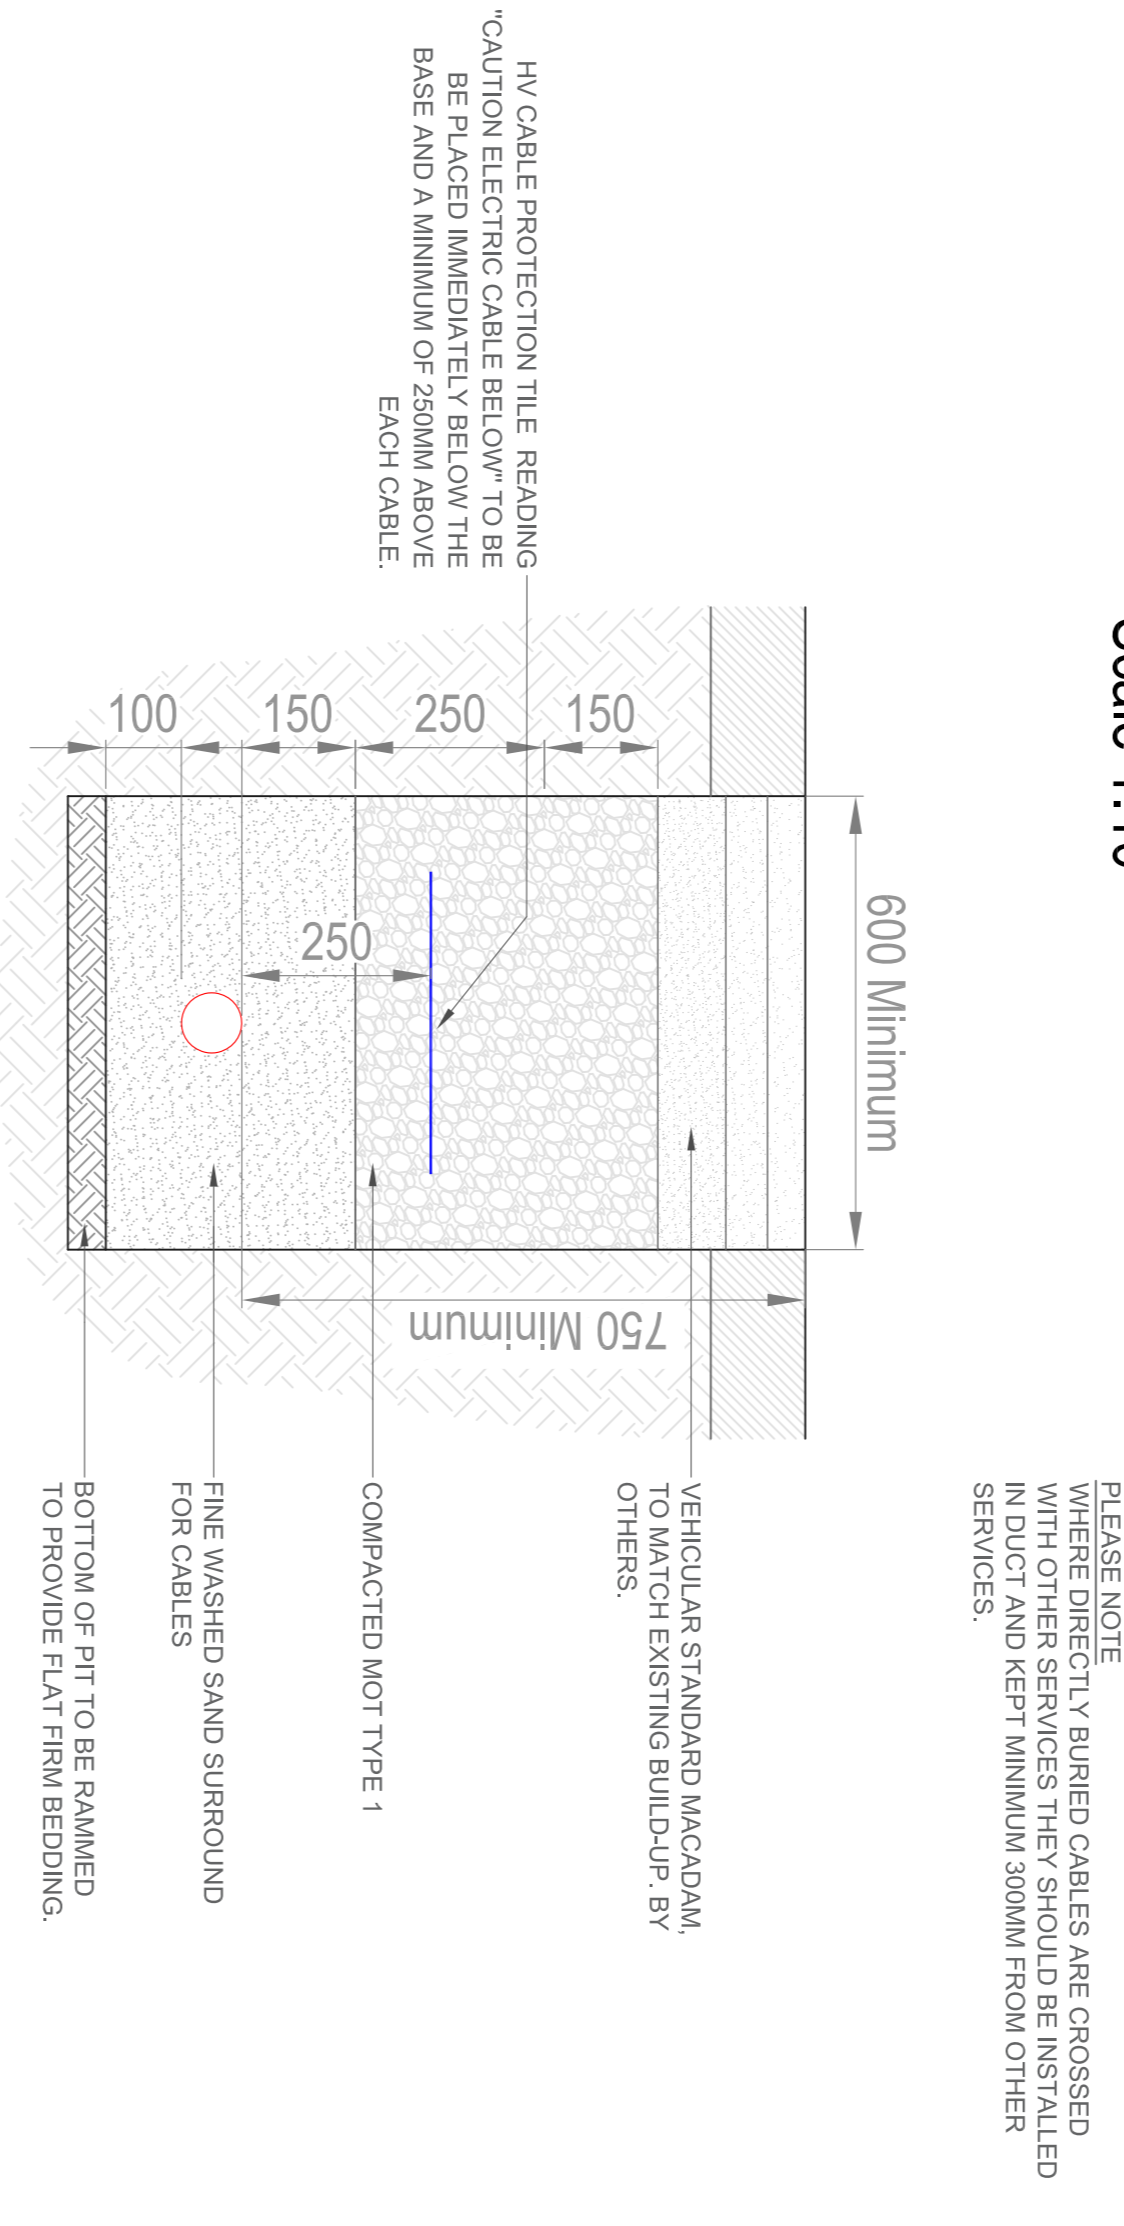 PLEASE NOTE
WHERE DIRECTLY BURIED CABLES ARE CROSSED
WITH OTHER SERVICES THEY SHOULD BE INSTALLED
IN DUCT AND KEPT MINIMUM 300MM FROM OTHER
SERVICES.
600 Minimum
HV CABLE PROTECTION TILE READING
"CAUTION ELECTRIC CABLE BELOW" TO BE
BE PLACED IMMEDIATELY BELOW THE
BASE AND A MINIMUM OF 250MM ABOVE
EACH CABLE.
150
250
150
100
250
750 Minimum
VEHICULAR STANDARD MACADAM,
TO MATCH EXISTING BUILD-UP. BY
OTHERS.
COMPACTED MOT TYPE 1
FINE WASHED SAND SURROUND
FOR CABLES
BOTTOM OF PIT TO BE RAMMED
TO PROVIDE FLAT FIRM BEDDING.